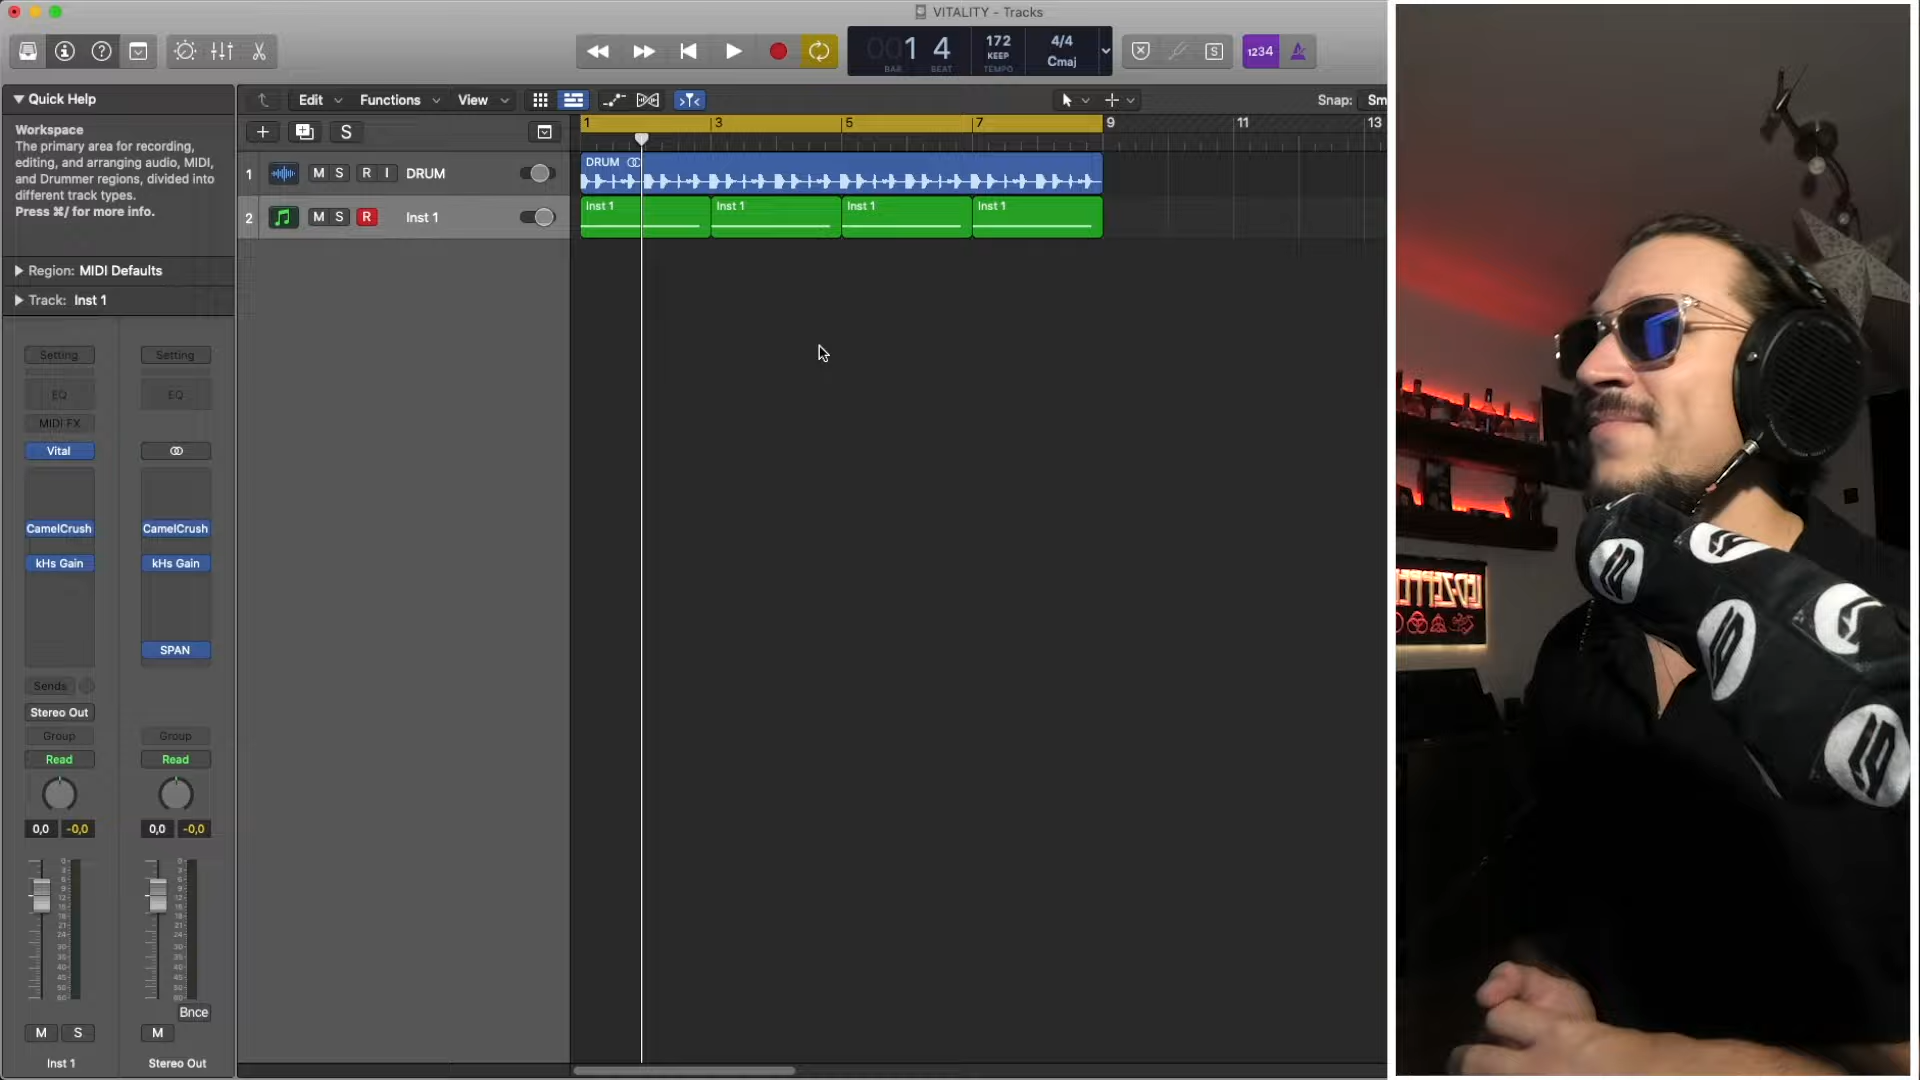 VITALITY - Tracks
001 4
BAR
BEAT
172
KEEP
TEMPO
4/4
Cmaj
S
1234
Quick Help
Workspace
The primary area for recording,
editing, and arranging audio, MIDI,
and Drummer regions, divided into
different track types.
Press ⌘/ for more info.
Edit
Functions
View
Snap: Sm
S
1
3
5
7
9
11
13
1
M S R I
DRUM
DRUM
2
M S R
Inst 1
Inst 1
Inst 1
Inst 1
Inst 1
Region: MIDI Defaults
Track: Inst 1
Setting
Setting
EQ
EQ
MIDI FX
Vital
CamelCrush
CamelCrush
kHs Gain
kHs Gain
SPAN
Sends
Stereo Out
Group
Group
Read
Read
0,0
-0,0
0,0
-0,0
Bnce
M
S
M
Inst 1
Stereo Out